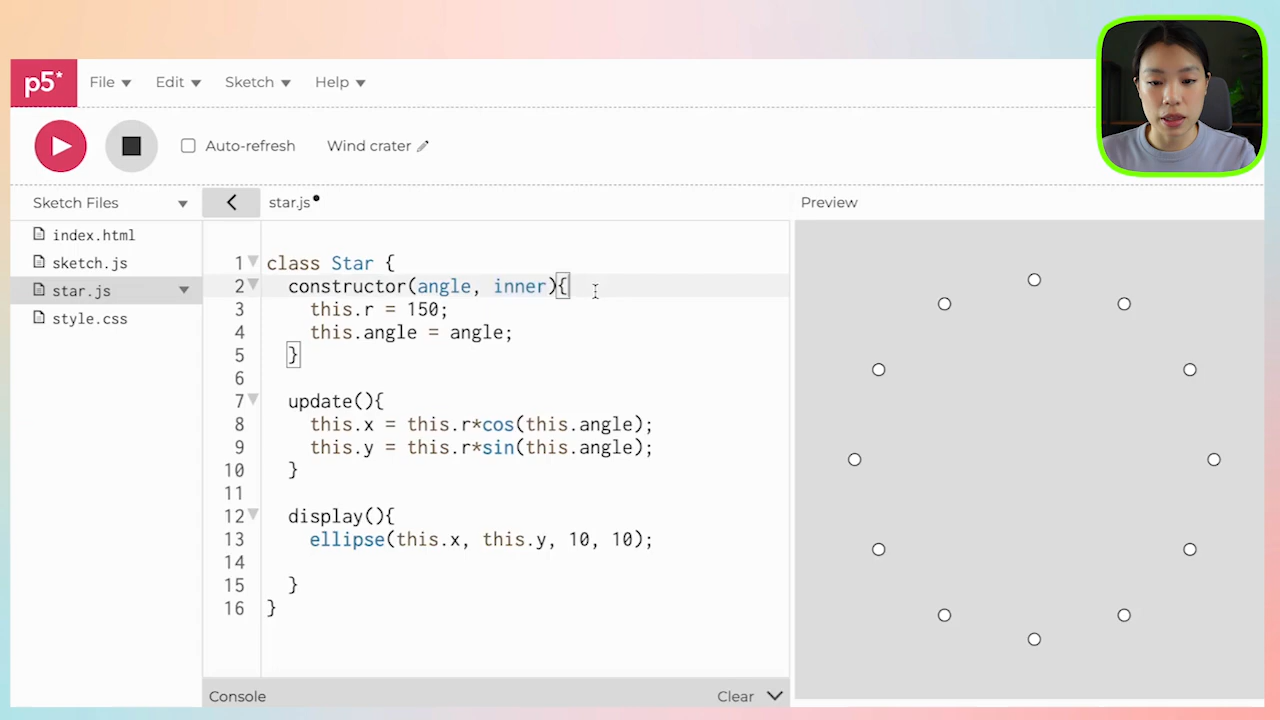 p5* File Edit Sketch Help
Auto-refresh Wind crater
Sketch Files
star.js
Preview
index.html
sketch.js
star.js
style.css
1 class Star {
2 constructor(angle, inner){
3 this.r = 150;
4 this.angle = angle;
5 }
6
7 update(){
8 this.x = this.r*cos(this.angle);
9 this.y = this.r*sin(this.angle);
10 }
11
12 display(){
13 ellipse(this.x, this.y, 10, 10);
14
15 }
16 }
Console Clear